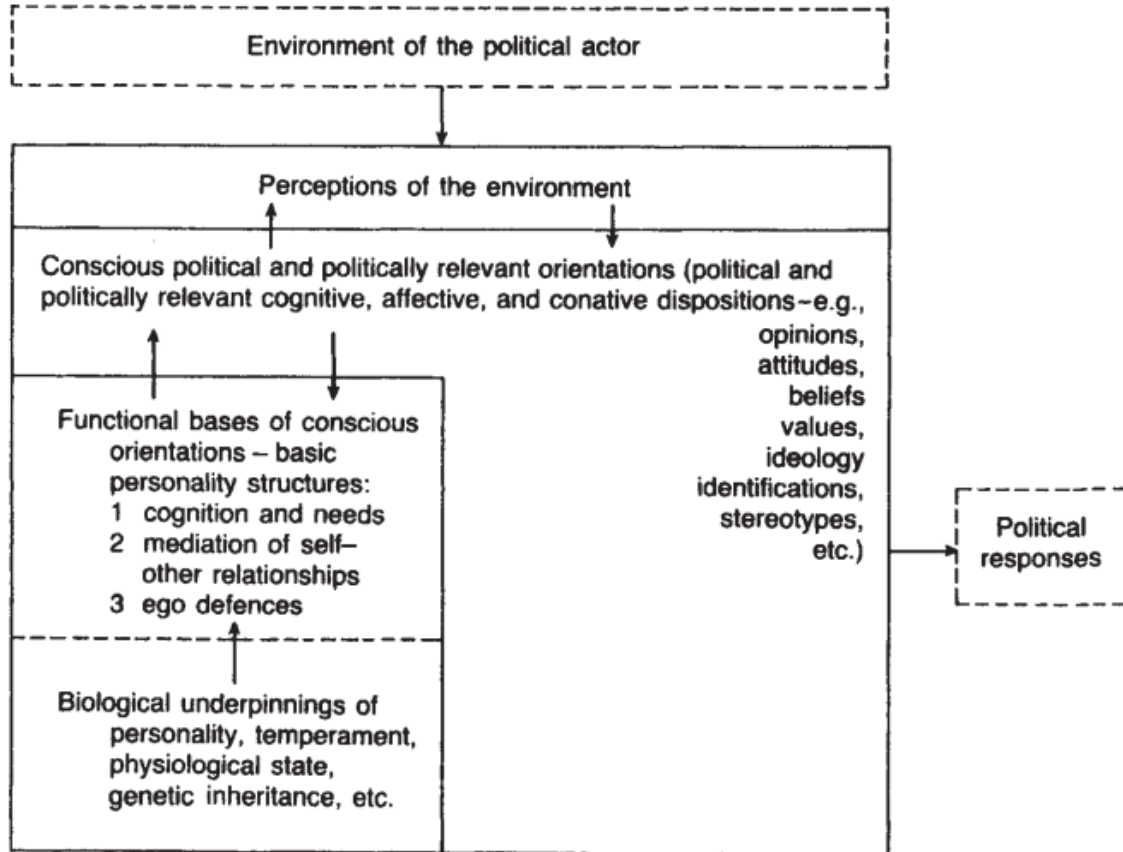 Environment of the political actor
Perceptions of the environment
Conscious political and politically relevant orientations (political and
politically relevant cognitive, affective, and conative dispositions–e.g.,
opinions,
attitudes,
beliefs
values,
ideology
identifications,
stereotypes,
etc.)
Functional bases of conscious
orientations – basic
personality structures:
1 cognition and needs
2 mediation of self–
other relationships
3 ego defences
Biological underpinnings of
personality, temperament,
physiological state,
genetic inheritance, etc.
Political
responses